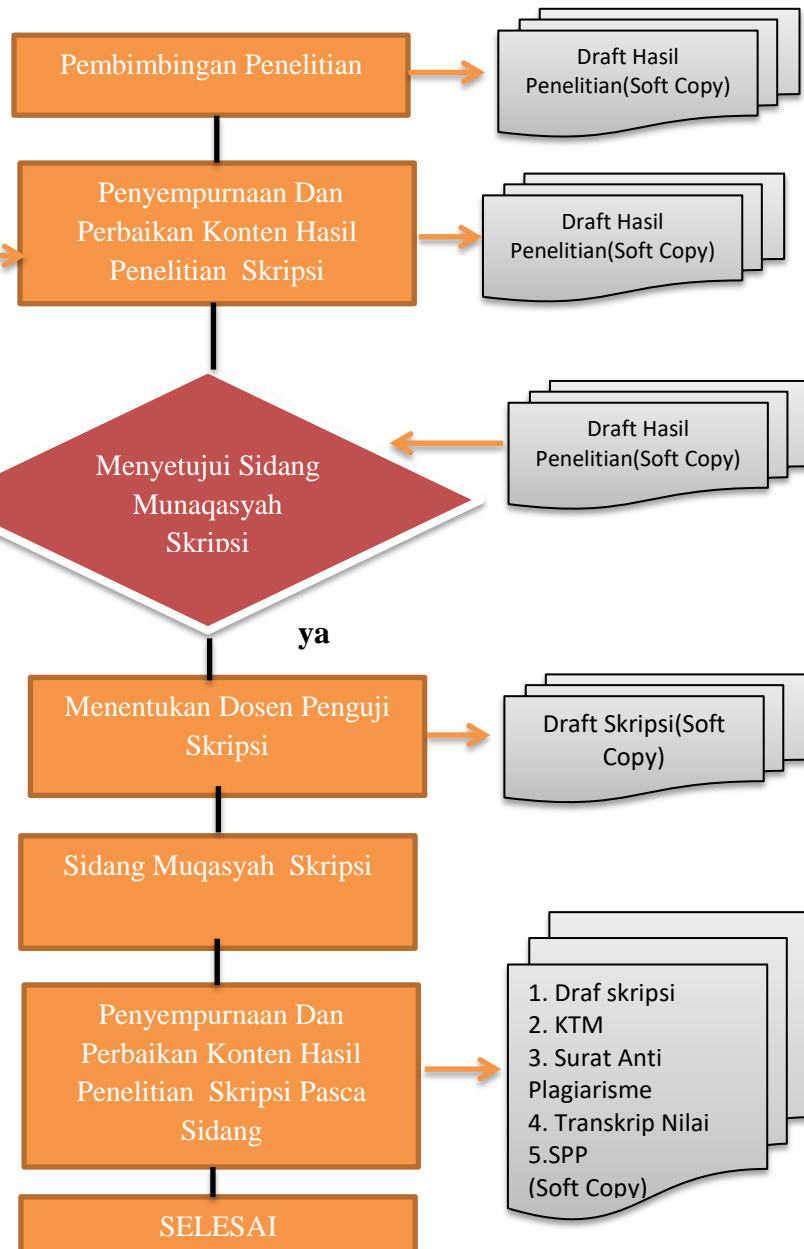 Pembimbingan Penelitian
Draft Hasil
Penelitian(Soft Copy)
Penyempurnaan Dan
Perbaikan Konten Hasil
Penelitian Skripsi
Draft Hasil
Penelitian(Soft Copy)
Menyetujui Sidang
Munaqasyah
Skripsi
Draft Hasil
Penelitian(Soft Copy)
ya
Menentukan Dosen Penguji
Skripsi
Draft Skripsi(Soft
Copy)
Sidang Muqasyah Skripsi
Penyempurnaan Dan
Perbaikan Konten Hasil
Penelitian Skripsi Pasca
Sidang
1. Draf skripsi
2. KTM
3. Surat Anti
Plagiarisme
4. Transkrip Nilai
5.SPP
(Soft Copy)
SELESAI